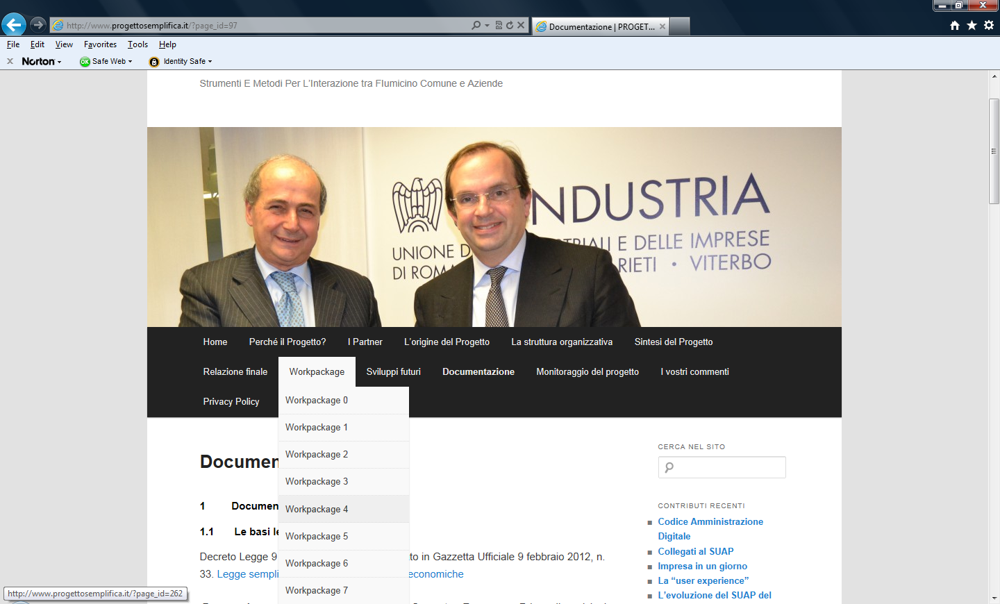 http://www.progettosemplifica.it/?page_id=97
Documentazione | PROGET...
File Edit View Favorites Tools Help
Norton
OK Safe Web
Identity Safe
Strumenti E Metodi Per L'Interazione tra FIumicino Comune e Aziende
NDUSTRIA
UNIONE D STRIALI E DELLE IMPRESE
DI ROMA RIETI • VITERBO
Home Perché il Progetto? I Partner L'origine del Progetto La struttura organizzativa Sintesi del Progetto
Relazione finale Workpackage Sviluppi futuri Documentazione Monitoraggio del progetto I vostri commenti
Privacy Policy
Workpackage 0
Workpackage 1
Workpackage 2
Workpackage 3
Workpackage 4
Workpackage 5
Workpackage 6
Workpackage 7
Documen
1 Documen
1.1 Le basi le
Decreto Legge 9 to in Gazzetta Ufficiale 9 febbraio 2012, n.
33. Legge sempli economiche
CERCA NEL SITO
CONTRIBUTI RECENTI
Codice Amministrazione
Digitale
Collegati al SUAP
Impresa in un giorno
La “user experience”
L'evoluzione del SUAP del
http://www.progettosemplifica.it/?page_id=262